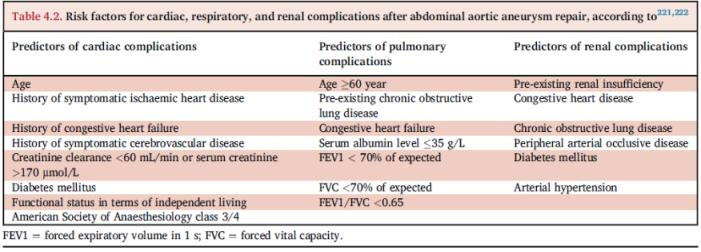 Table 4.2. Risk factors for cardiac, respiratory, and renal complications after abdominal aortic aneurysm repair, according to221,222
Predictors of cardiac complications Predictors of pulmonary complications Predictors of renal complications
Age Age ≥60 year Pre-existing renal insufficiency
History of symptomatic ischaemic heart disease Pre-existing chronic obstructive lung disease Congestive heart disease
History of congestive heart failure Congestive heart failure Chronic obstructive lung disease
History of symptomatic cerebrovascular disease Serum albumin level ≤35 g/L Peripheral arterial occlusive disease
Creatinine clearance <60 mL/min or serum creatinine >170 μmol/L FEV1 < 70% of expected Diabetes mellitus
Diabetes mellitus FVC <70% of expected Arterial hypertension
Functional status in terms of independent living FEV1/FVC <0.65
American Society of Anaesthesiology class 3/4
FEV1 = forced expiratory volume in 1 s; FVC = forced vital capacity.